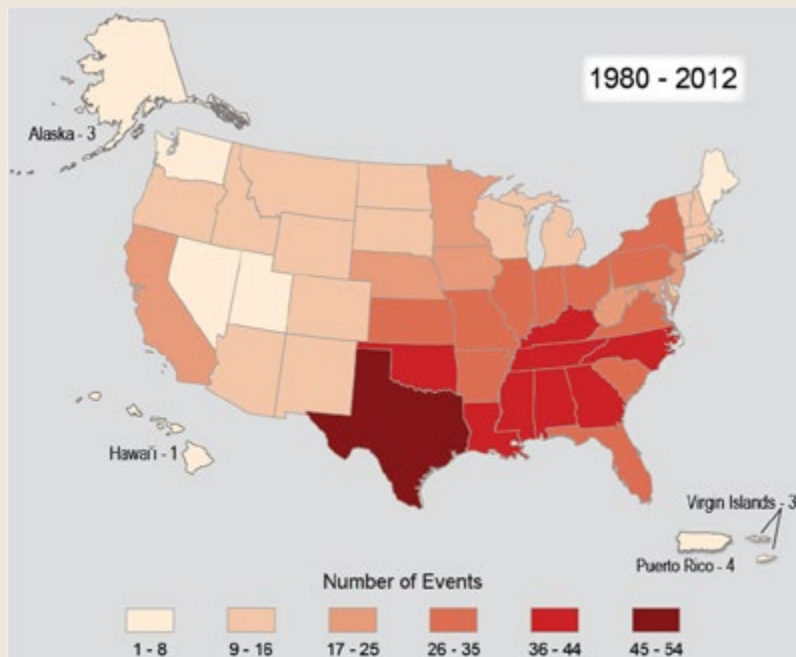 1980 - 2012
Alaska - 3
Hawai'i - 1
Virgin Islands - 3
Puerto Rico - 4
Number of Events
1 - 8 9 - 16 17 - 25 26 - 35 36 - 44 45 - 54